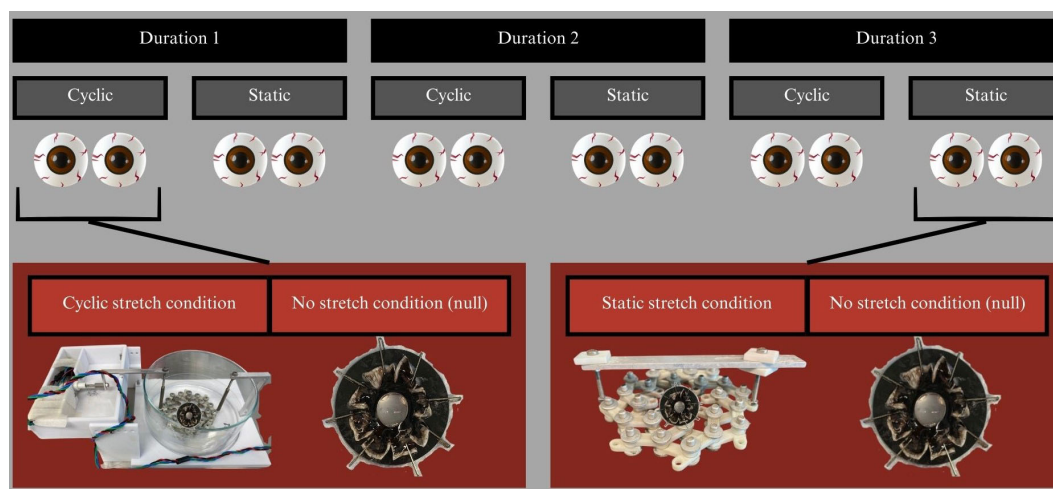 Duration 1
Duration 2
Duration 3
Cyclic
Static
Cyclic
Static
Cyclic
Static
Cyclic stretch condition
No stretch condition (null)
Static stretch condition
No stretch condition (null)